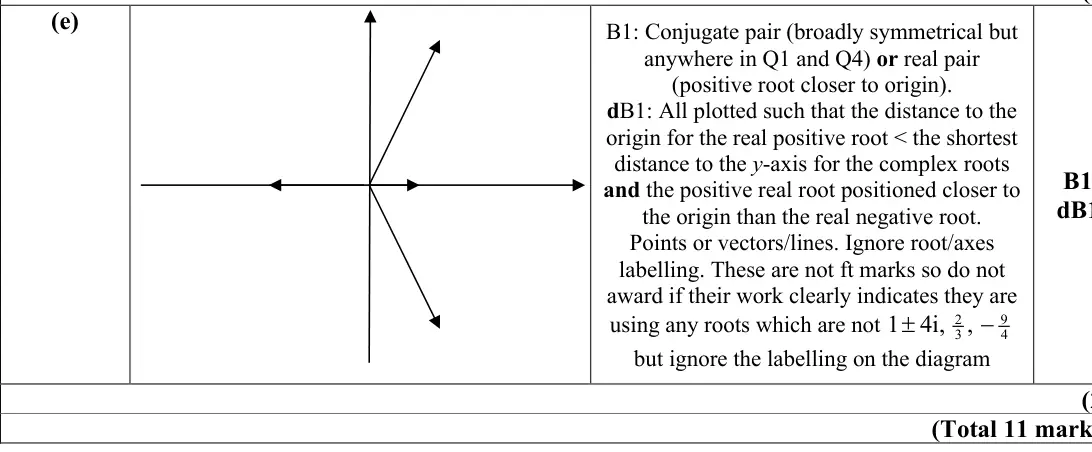 (e)
B1: Conjugate pair (broadly symmetrical but
anywhere in Q1 and Q4) or real pair
(positive root closer to origin).
dB1: All plotted such that the distance to the
origin for the real positive root < the shortest
distance to the y-axis for the complex roots
and the positive real root positioned closer to
the origin than the real negative root.
Points or vectors/lines. Ignore root/axes
labelling. These are not ft marks so do not
award if their work clearly indicates they are
using any roots which are not 1 ± 4i, 2/3, −9/4
but ignore the labelling on the diagram
B1
dB1
(Total 11 mark